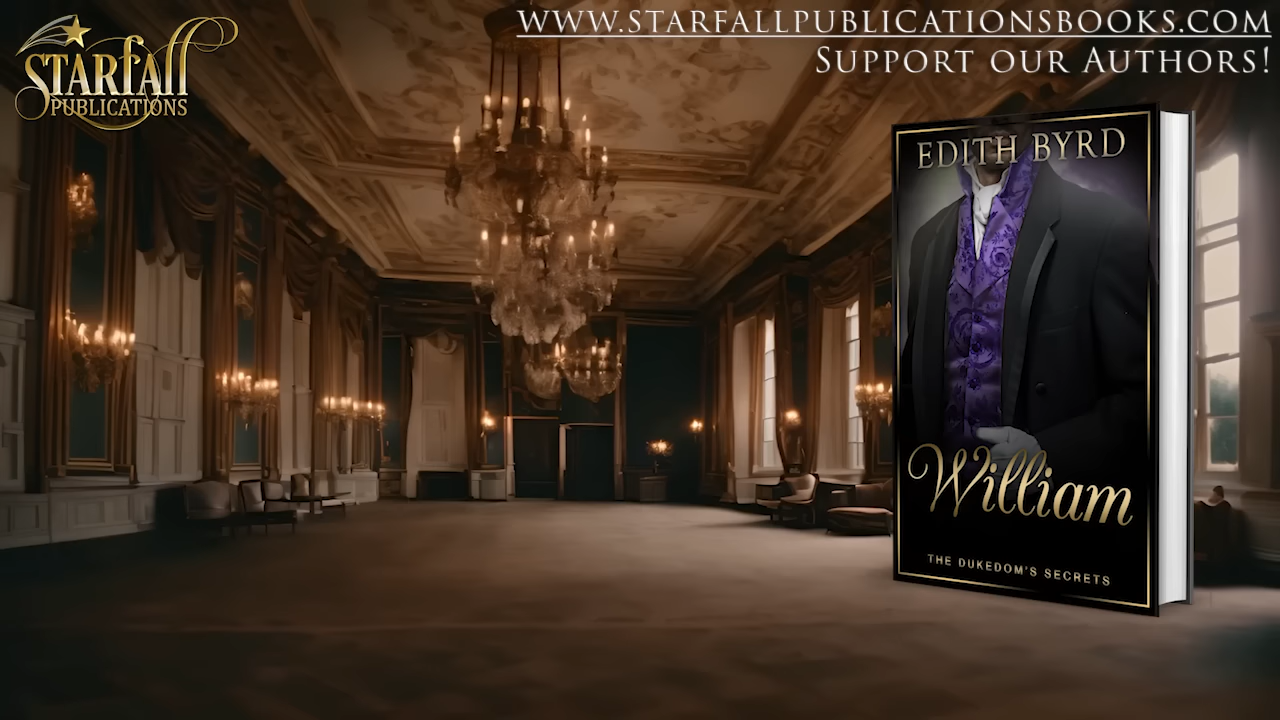 STARfall
PUBLICATIONS
WWW.STARFALLPUBLICATIONSBOOKS.COM
SUPPORT OUR AUTHORS!
EDITH BYRD
William
THE DUKEDOM'S SECRETS